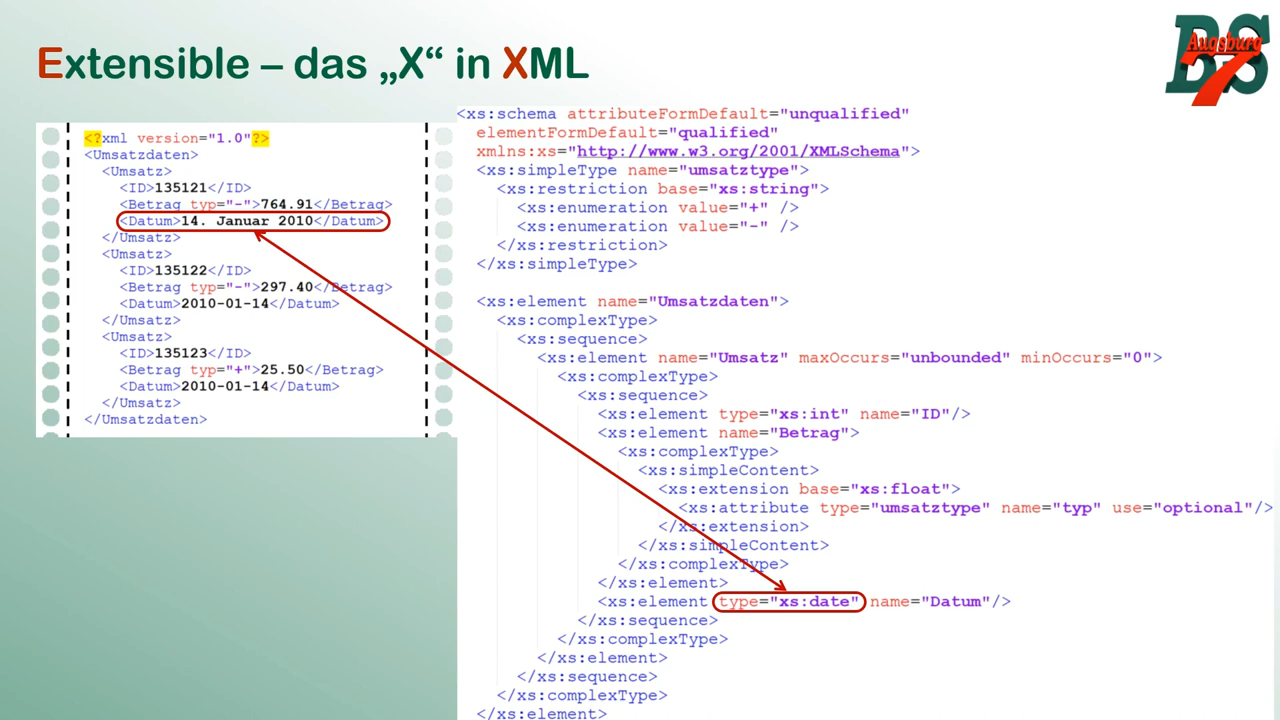 Extensible – das „X“ in XML
BS
Augsburg
7
<?xml version="1.0"?>
<Umsatzdaten>
<Umsatz>
<ID>135121</ID>
<Betrag typ="-">764.91</Betrag>
<Datum>14. Januar 2010</Datum>
</Umsatz>
<Umsatz>
<ID>135122</ID>
<Betrag typ="-">297.40</Betrag>
<Datum>2010-01-14</Datum>
</Umsatz>
<Umsatz>
<ID>135123</ID>
<Betrag typ="+">25.50</Betrag>
<Datum>2010-01-14</Datum>
</Umsatz>
</Umsatzdaten>
<xs:schema attributeFormDefault="unqualified"
elementFormDefault="qualified"
xmlns:xs="http://www.w3.org/2001/XMLSchema">
<xs:simpleType name="umsatztype">
<xs:restriction base="xs:string">
<xs:enumeration value="+" />
<xs:enumeration value="-" />
</xs:restriction>
</xs:simpleType>
<xs:element name="Umsatzdaten">
<xs:complexType>
<xs:sequence>
<xs:element name="Umsatz" maxOccurs="unbounded" minOccurs="0">
<xs:complexType>
<xs:sequence>
<xs:element type="xs:int" name="ID"/>
<xs:element name="Betrag">
<xs:complexType>
<xs:simpleContent>
<xs:extension base="xs:float">
<xs:attribute type="umsatztype" name="typ" use="optional"/>
</xs:extension>
</xs:simpleContent>
</xs:complexType>
</xs:element>
<xs:element type="xs:date" name="Datum"/>
</xs:sequence>
</xs:complexType>
</xs:element>
</xs:sequence>
</xs:complexType>
</xs:element>